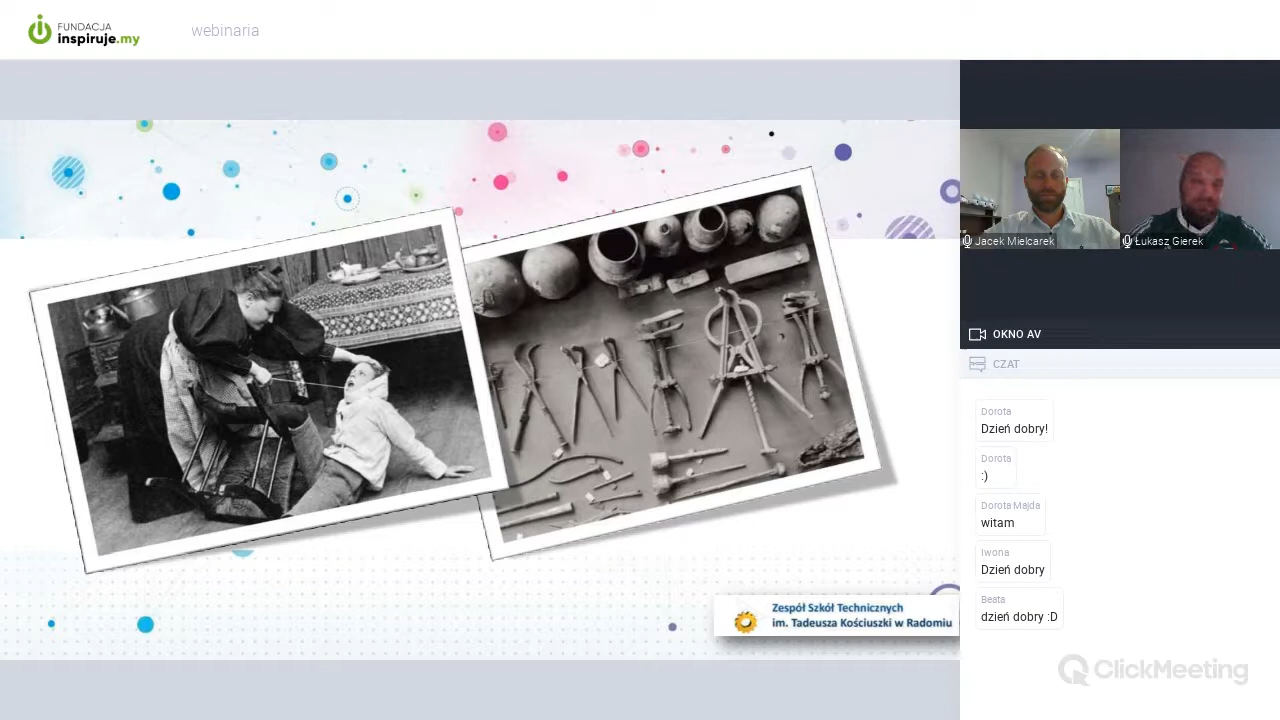 FUNDACJA
inspiruje.my
webinaria
Jacek Mielcarek
Łukasz Gierek
OKNO AV
CZAT
Dorota
Dzień dobry!
Dorota
:)
Dorota Majda
witam
Iwona
Dzień dobry
Beata
dzień dobry :D
Zespół Szkół Technicznych
im. Tadeusza Kościuszki w Radomiu
ClickMeeting